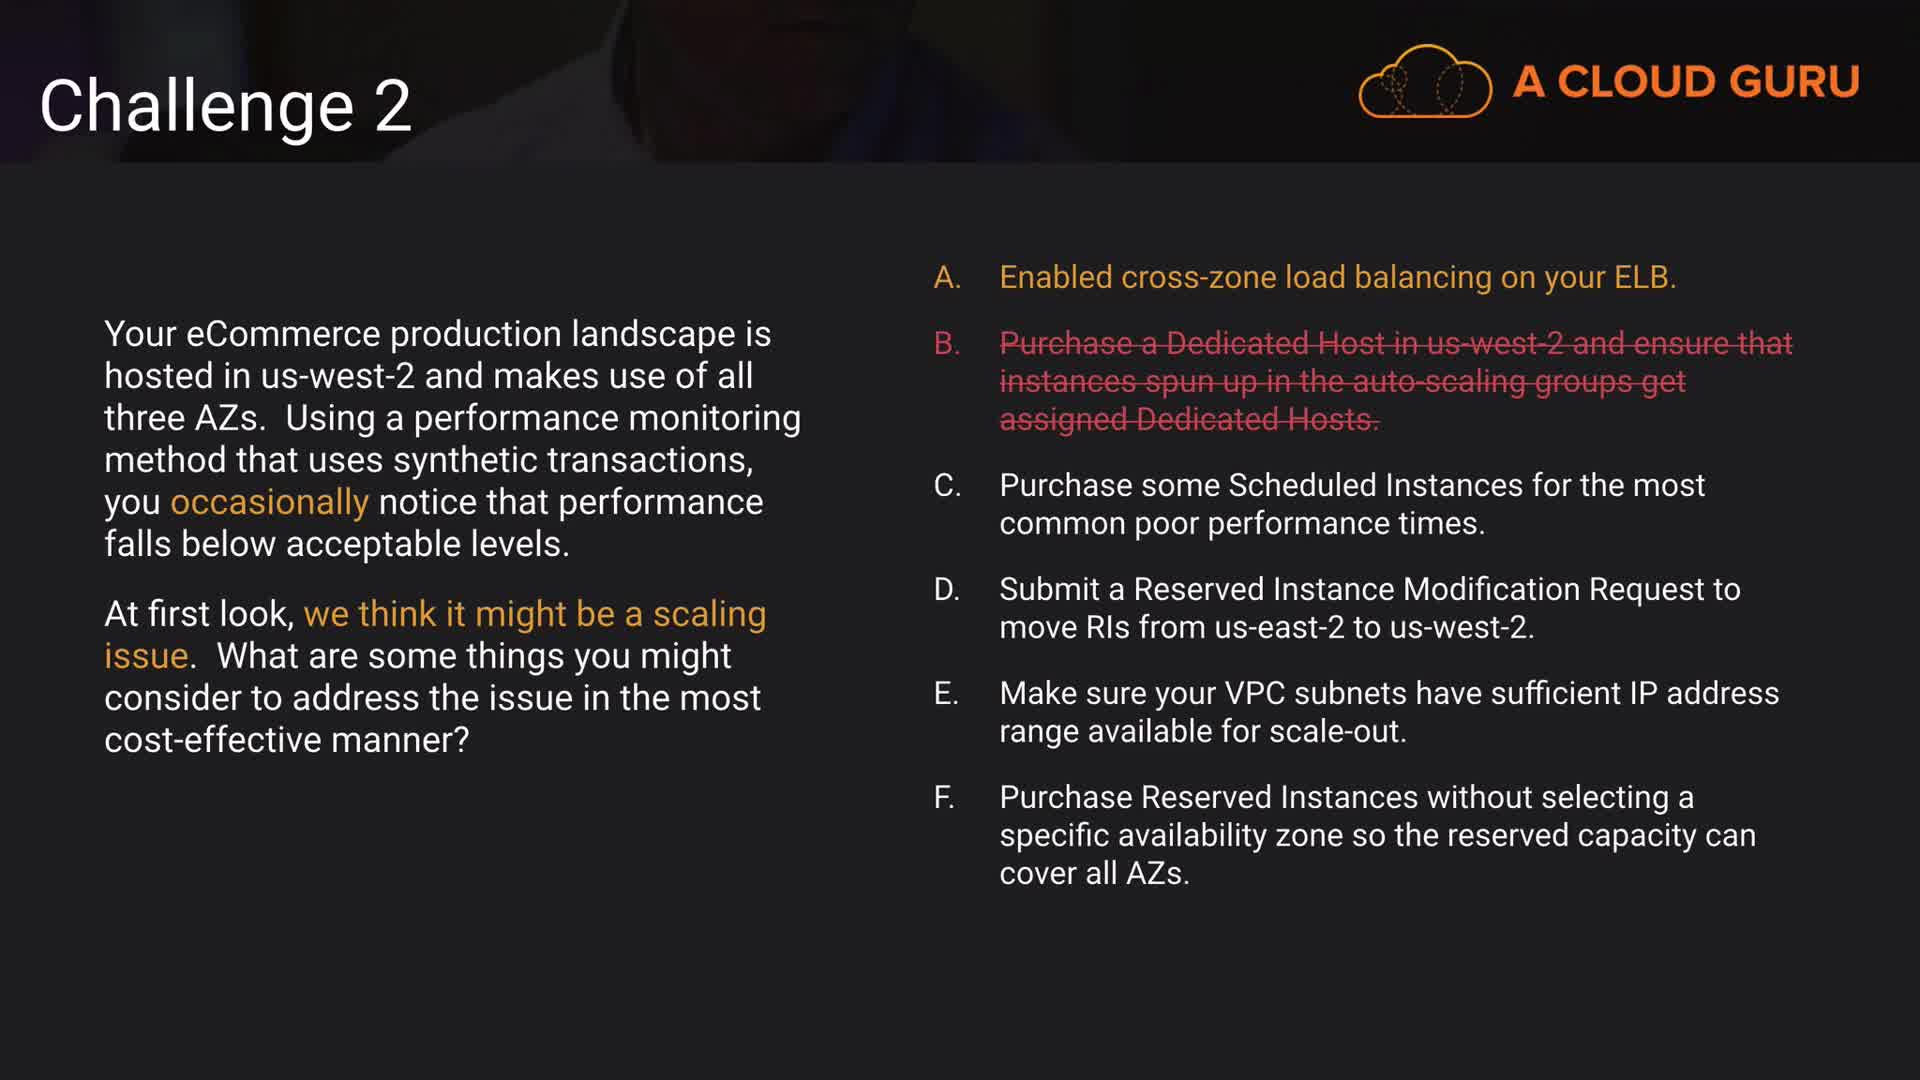 Challenge 2
A CLOUD GURU
Your eCommerce production landscape is
hosted in us-west-2 and makes use of all
three AZs.  Using a performance monitoring
method that uses synthetic transactions,
you occasionally notice that performance
falls below acceptable levels.
At first look, we think it might be a scaling
issue.  What are some things you might
consider to address the issue in the most
cost-effective manner?
A. Enabled cross-zone load balancing on your ELB.
B. Purchase a Dedicated Host in us-west-2 and ensure that
instances spun up in the auto-scaling groups get
assigned Dedicated Hosts.
C. Purchase some Scheduled Instances for the most
common poor performance times.
D. Submit a Reserved Instance Modification Request to
move RIs from us-east-2 to us-west-2.
E. Make sure your VPC subnets have sufficient IP address
range available for scale-out.
F. Purchase Reserved Instances without selecting a
specific availability zone so the reserved capacity can
cover all AZs.